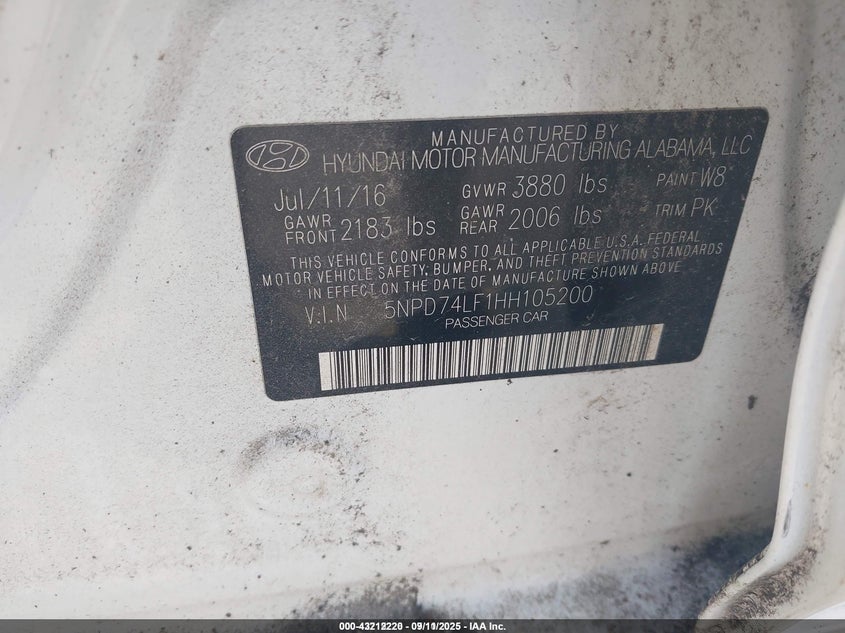 MANUFACTURED BY
HYUNDAI MOTOR MANUFACTURING ALABAMA, LLC
Jul/11/16 GVWR 3880 lbs PAINT W8
GAWR FRONT 2183 lbs GAWR REAR 2006 lbs TRIM PK
THIS VEHICLE CONFORMS TO ALL APPLICABLE U.S.A. FEDERAL
MOTOR VEHICLE SAFETY, BUMPER, AND THEFT PREVENTION STANDARDS
IN EFFECT ON THE DATE OF MANUFACTURE SHOWN ABOVE
V.I.N 5NPD74LF1HH105200
PASSENGER CAR
000-43212220 - 09/11/2025 - IAA Inc.